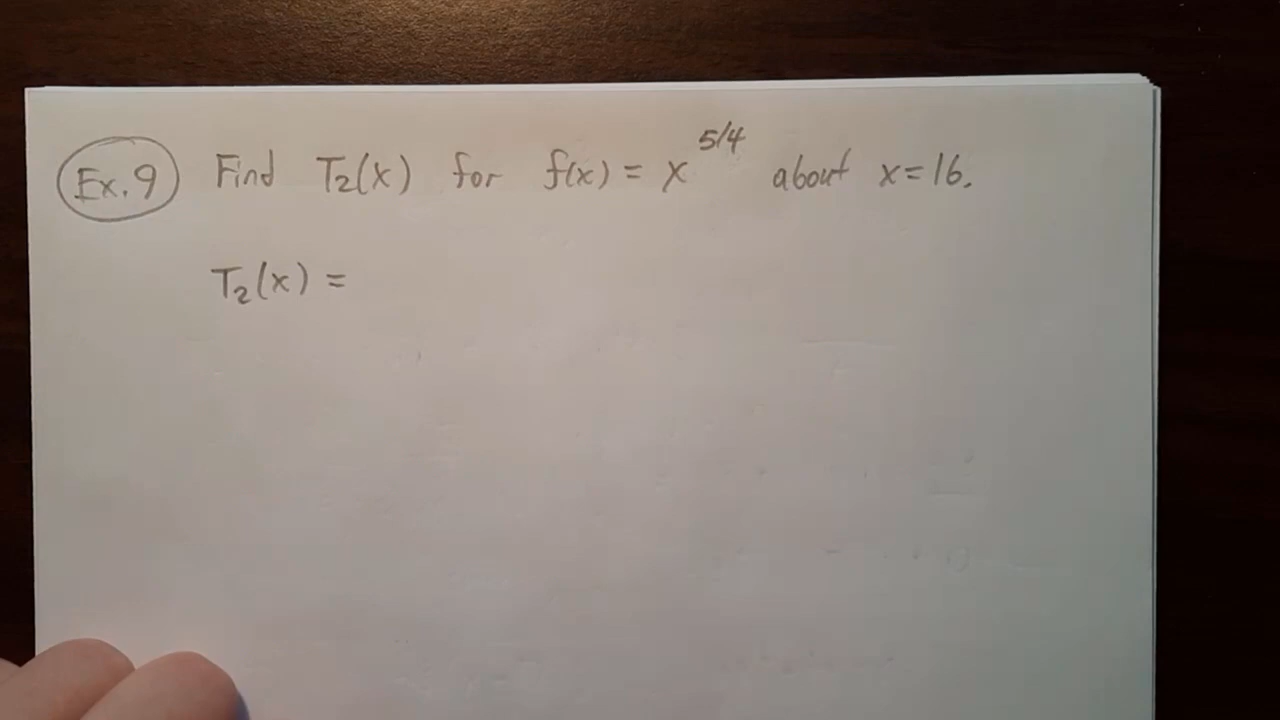 Ex. 9 Find T₂(x) for f(x) = x^5/4 about x=16.
T₂(x) =